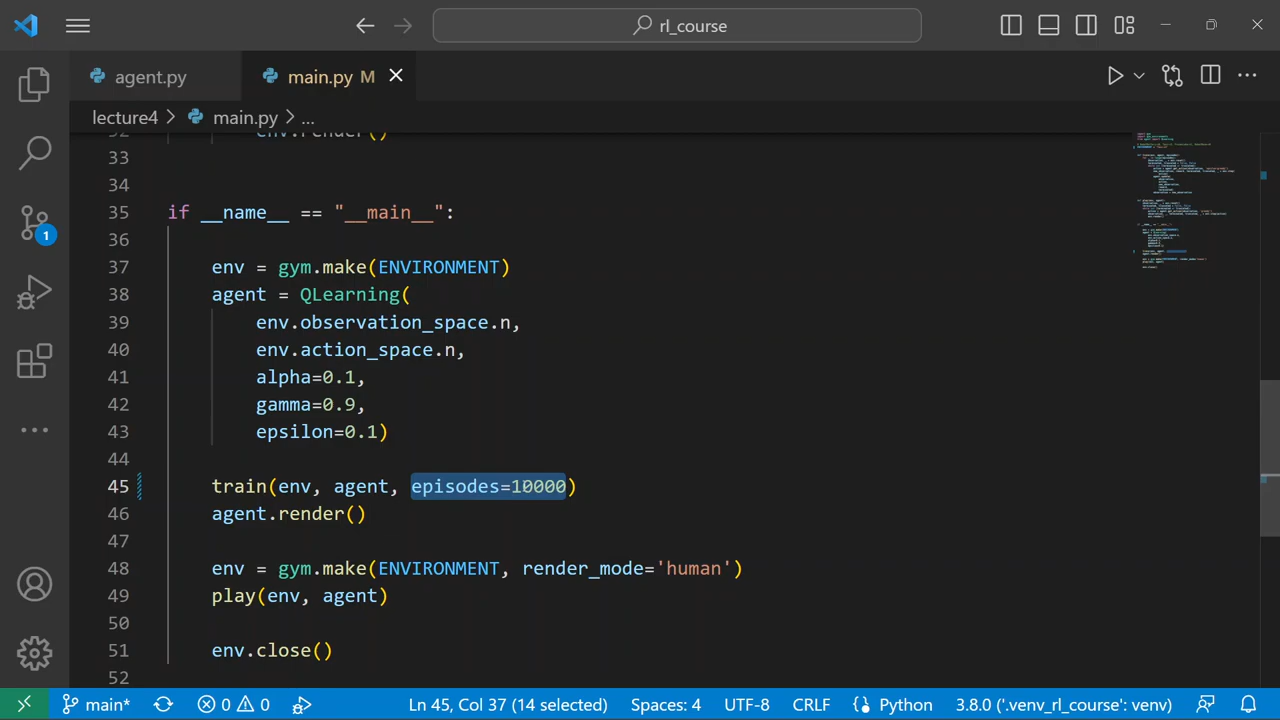 rl_course
agent.py
main.py M
lecture4 > main.py > ...
32 env.render()
33
34
35 if __name__ == "__main__":
36
37 env = gym.make(ENVIRONMENT)
38 agent = QLearning(
39 env.observation_space.n,
40 env.action_space.n,
41 alpha=0.1,
42 gamma=0.9,
43 epsilon=0.1)
44
45 train(env, agent, episodes=10000)
46 agent.render()
47
48 env = gym.make(ENVIRONMENT, render_mode='human')
49 play(env, agent)
50
51 env.close()
52
1
main* 0 0 Ln 45, Col 37 (14 selected) Spaces: 4 UTF-8 CRLF Python 3.8.0 ('.venv_rl_course': venv)